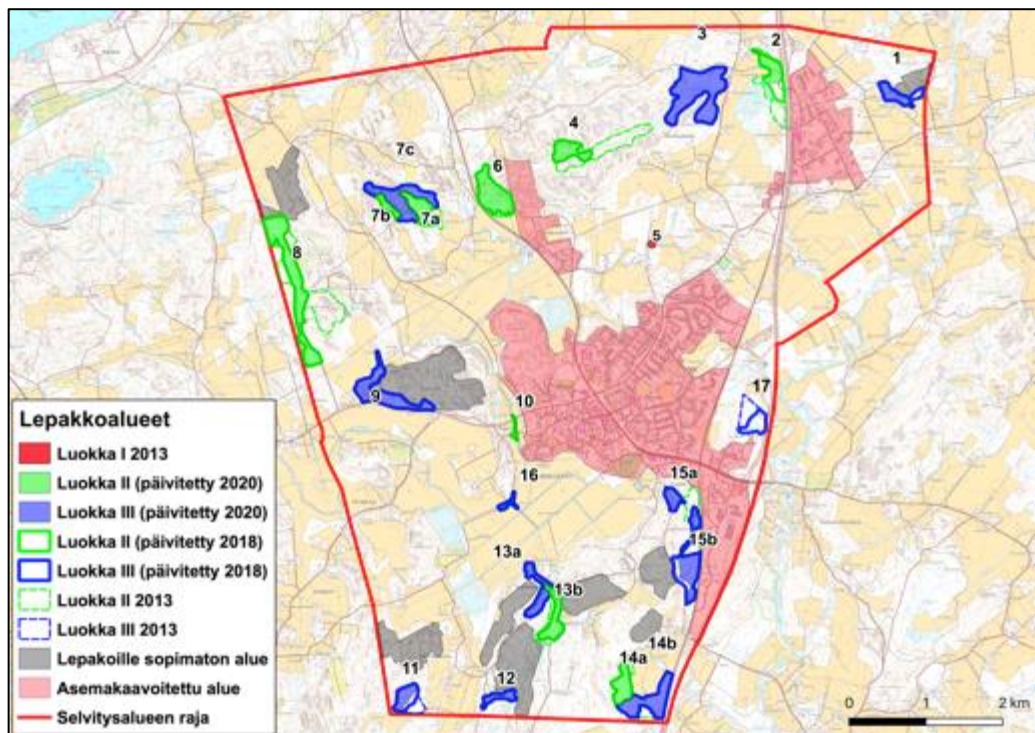 3
2
1
4
7c
6
7b
7a
5
8
17
9
10
16
15a
15b
13a
13b
14b
14a
11
12
Lepakkoalueet
Luokka I 2013
Luokka II (päivitetty 2020)
Luokka III (päivitetty 2020)
Luokka II (päivitetty 2018)
Luokka III (päivitetty 2018)
Luokka II 2013
Luokka III 2013
Lepakoille sopimaton alue
Asemakaavoitettu alue
Selvitysalueen raja
0 1 2 km